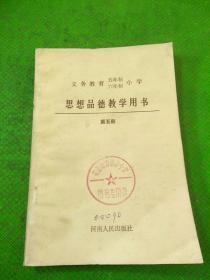 义务教育 五年制 六年制 小学
思想品德教学用书
第五册
河南人民出版社